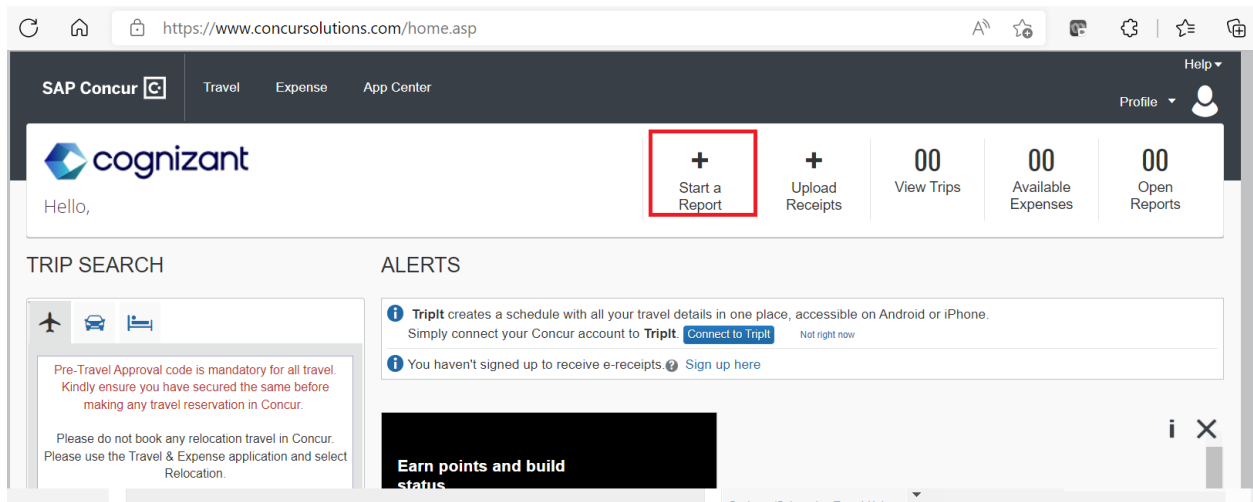 https://www.concursolutions.com/home.asp
Help
SAP Concur C
Travel
Expense
App Center
Profile
cognizant
Hello,
+
Start a
Report
+
Upload
Receipts
00
View Trips
00
Available
Expenses
00
Open
Reports
TRIP SEARCH
ALERTS
TripIt creates a schedule with all your travel details in one place, accessible on Android or iPhone.
Simply connect your Concur account to TripIt. Connect to TripIt Not right now
You haven't signed up to receive e-receipts. Sign up here
Pre-Travel Approval code is mandatory for all travel.
Kindly ensure you have secured the same before
making any travel reservation in Concur.
Please do not book any relocation travel in Concur.
Please use the Travel & Expense application and select
Relocation.
Earn points and build
status